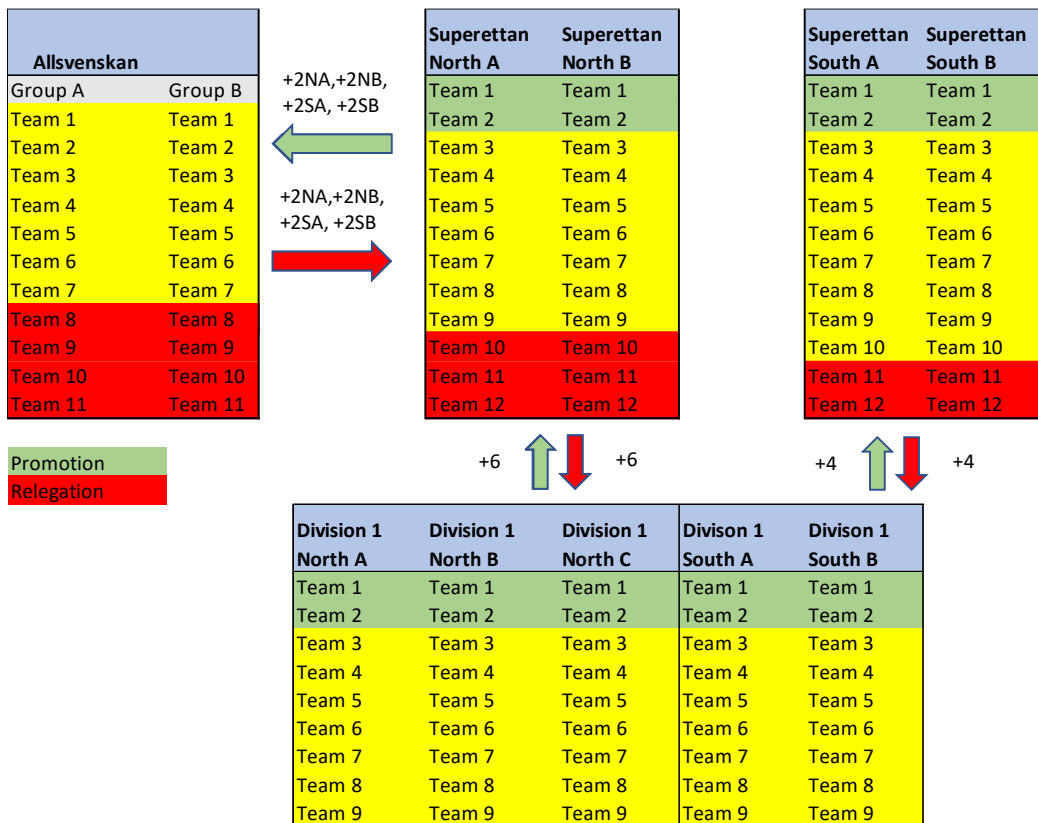 Allsvenskan
Group A Group B
Team 1 Team 1
Team 2 Team 2
Team 3 Team 3
Team 4 Team 4
Team 5 Team 5
Team 6 Team 6
Team 7 Team 7
Team 8 Team 8
Team 9 Team 9
Team 10 Team 10
Team 11 Team 11
+2NA,+2NB,
+2SA, +2SB
+2NA,+2NB,
+2SA, +2SB
Superettan Superettan
North A North B
Team 1 Team 1
Team 2 Team 2
Team 3 Team 3
Team 4 Team 4
Team 5 Team 5
Team 6 Team 6
Team 7 Team 7
Team 8 Team 8
Team 9 Team 9
Team 10 Team 10
Team 11 Team 11
Team 12 Team 12
Superettan Superettan
South A South B
Team 1 Team 1
Team 2 Team 2
Team 3 Team 3
Team 4 Team 4
Team 5 Team 5
Team 6 Team 6
Team 7 Team 7
Team 8 Team 8
Team 9 Team 9
Team 10 Team 10
Team 11 Team 11
Team 12 Team 12
Promotion
Relegation
+6 +6
+4 +4
Division 1 Division 1 Division 1 Divison 1 Divison 1
North A North B North C South A South B
Team 1 Team 1 Team 1 Team 1 Team 1
Team 2 Team 2 Team 2 Team 2 Team 2
Team 3 Team 3 Team 3 Team 3 Team 3
Team 4 Team 4 Team 4 Team 4 Team 4
Team 5 Team 5 Team 5 Team 5 Team 5
Team 6 Team 6 Team 6 Team 6 Team 6
Team 7 Team 7 Team 7 Team 7 Team 7
Team 8 Team 8 Team 8 Team 8 Team 8
Team 9 Team 9 Team 9 Team 9 Team 9